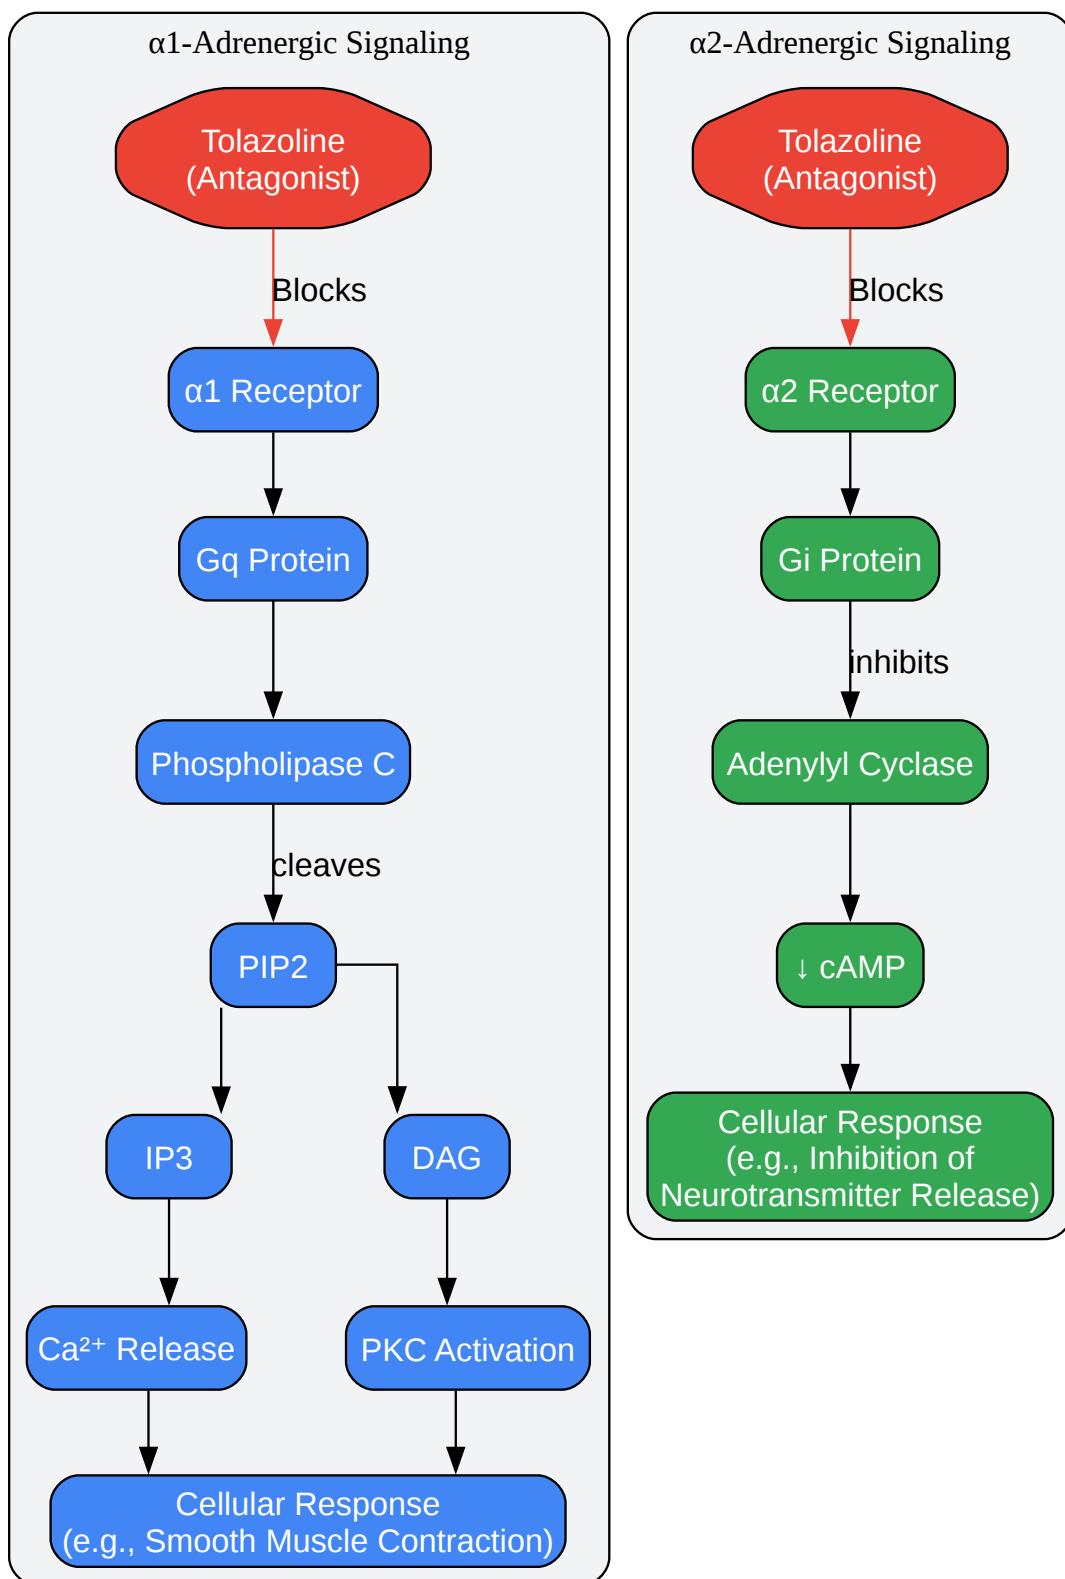 α1-Adrenergic Signaling
Tolazoline
(Antagonist)
Blocks
α1 Receptor
Gq Protein
Phospholipase C
cleaves
PIP2
IP3
DAG
Ca²⁺ Release
PKC Activation
Cellular Response
(e.g., Smooth Muscle Contraction)
α2-Adrenergic Signaling
Tolazoline
(Antagonist)
Blocks
α2 Receptor
Gi Protein
inhibits
Adenylyl Cyclase
↓ cAMP
Cellular Response
(e.g., Inhibition of
Neurotransmitter Release)